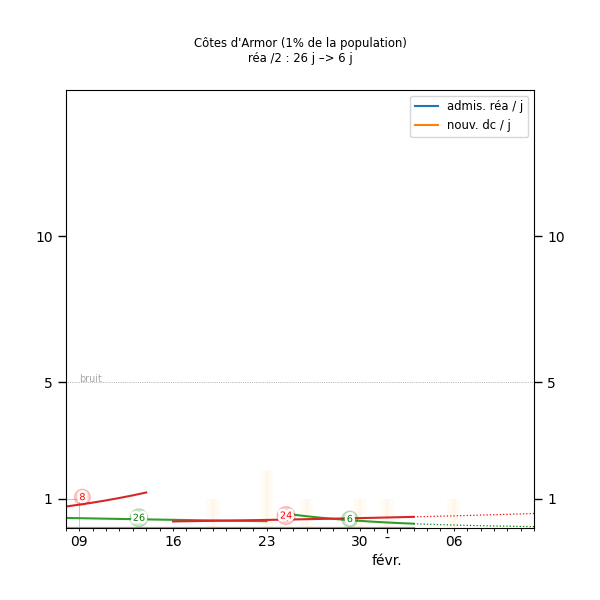 Côtes d'Armor (1% de la population)
réa /2 : 26 j –> 6 j
admis. réa / j
nouv. dc / j
10 10
bruit
5 5
8
26
24
6
1 1
09 16 23 30 - 06
févr.